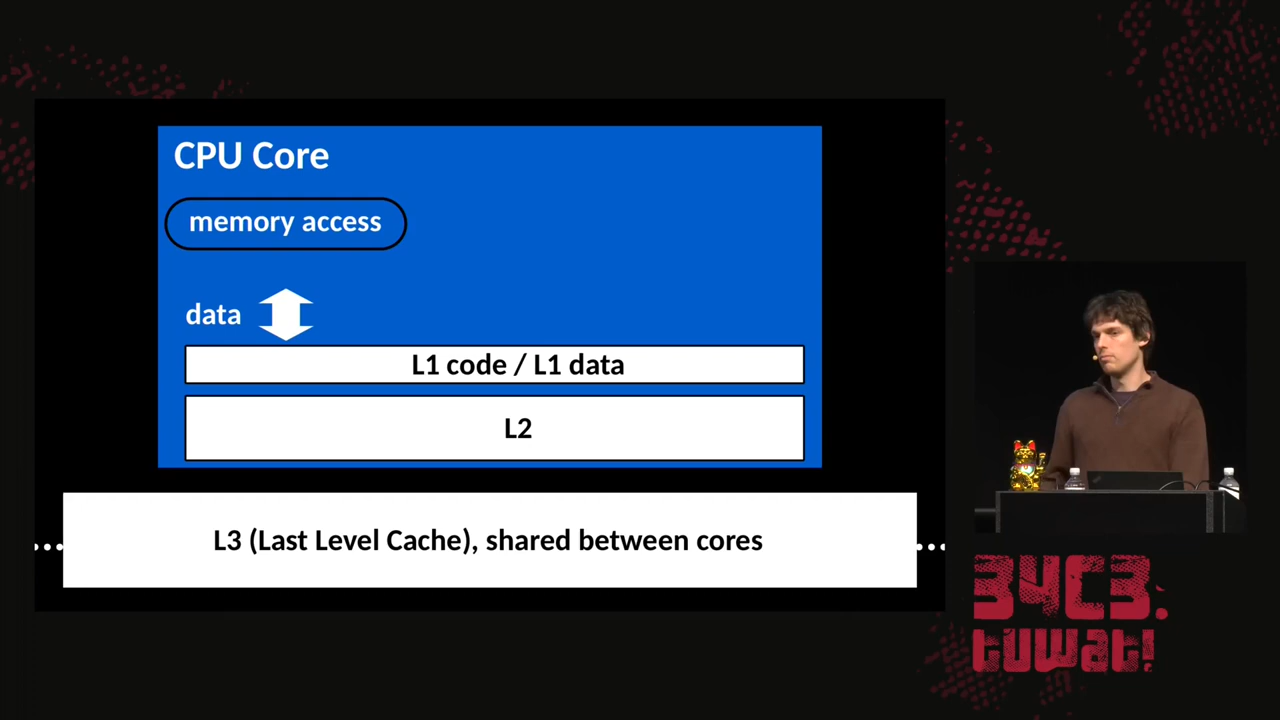 CPU Core
memory access
data
L1 code / L1 data
L2
L3 (Last Level Cache), shared between cores
34C3.
tuwat!